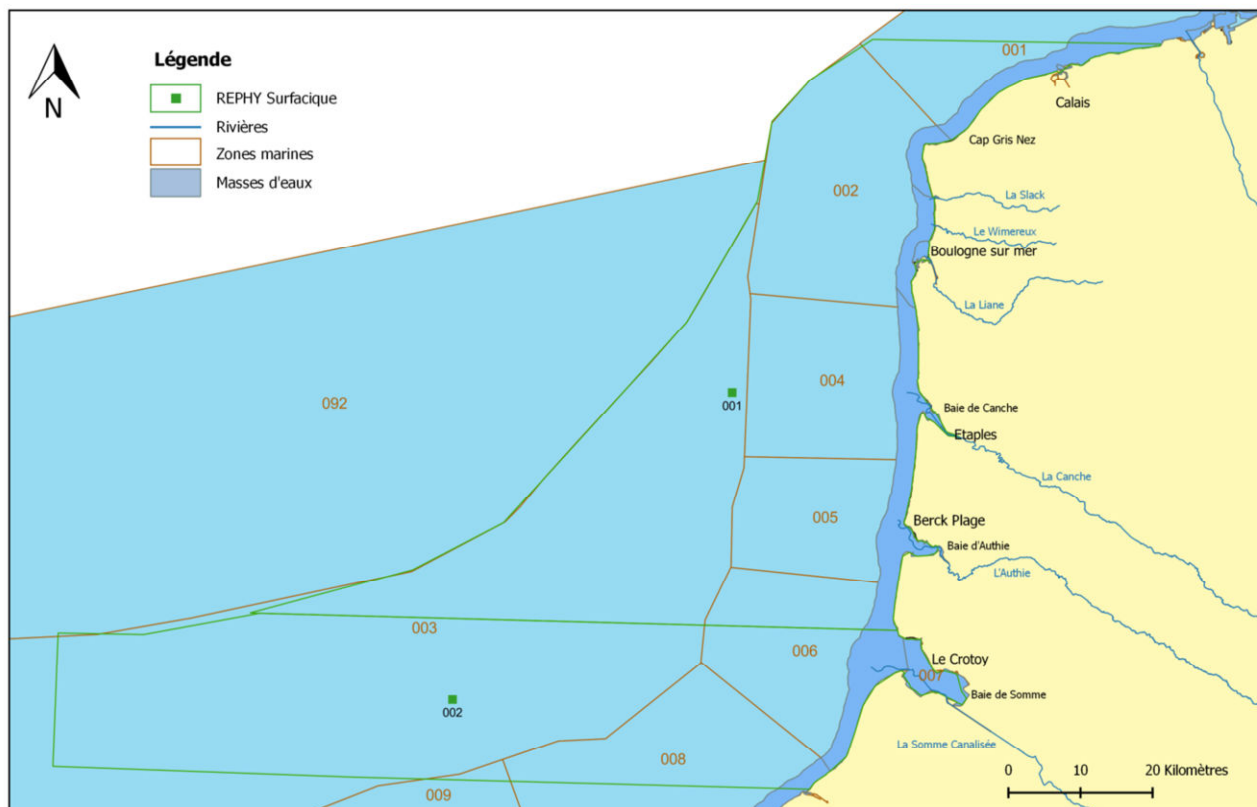 Légende
REPHY Surfacique
Rivières
Zones marines
Masses d'eaux
N
001
Calais
Cap Gris Nez
002
La Slack
Le Wimereux
Boulogne sur mer
La Liane
092
004
001
Baie de Canche
Etaples
La Canche
005
Berck Plage
Baie d'Authie
L'Authie
003
006
Le Crotoy
007
Baie de Somme
002
La Somme Canalisée
008
009
0 10 20 Kilomètres